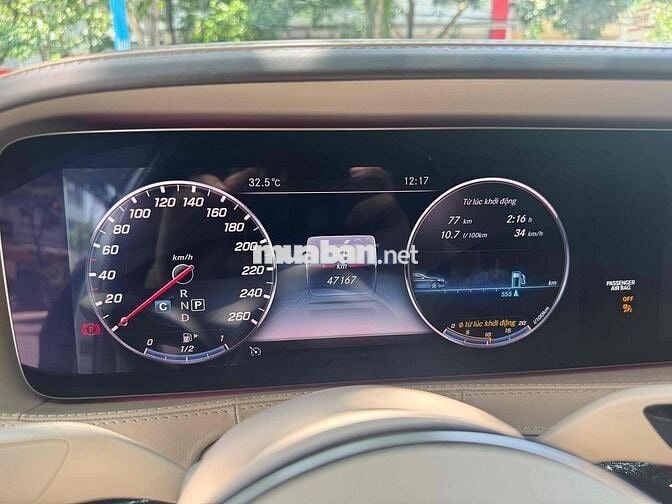 32.5°C
12:17
120 140
100 160
80 180
60 200
40 220
20 240
0 260
km/h
R
N
D
C
P
0 1/2 1
muaban.net
km
47167
Từ lúc khởi động
77 km 2:16 h
10.7 l/100km 34 km/h
km
555
Ø từ lúc khởi động
0 5 10 15 20
l/100km
PASSENGER
AIR BAG
OFF